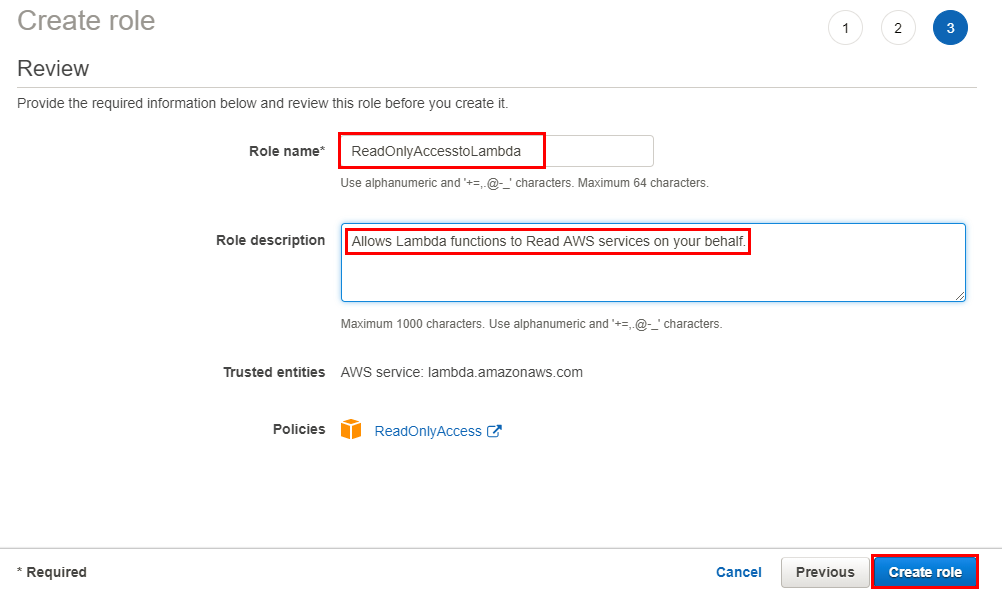 Create role
1 2 3
Review
Provide the required information below and review this role before you create it.
Role name* ReadOnlyAccesstoLambda
Use alphanumeric and '+=,.@-_' characters. Maximum 64 characters.
Role description Allows Lambda functions to Read AWS services on your behalf.
Maximum 1000 characters. Use alphanumeric and '+=,.@-_' characters.
Trusted entities AWS service: lambda.amazonaws.com
Policies ReadOnlyAccess
* Required Cancel Previous Create role